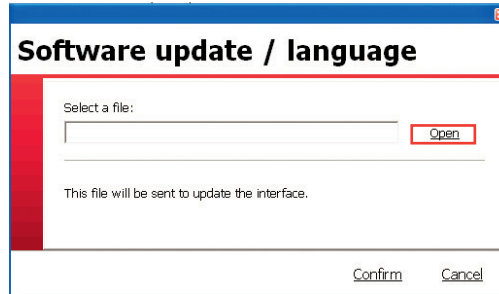 Software update / language
Select a file:
Open
This file will be sent to update the interface.
Confirm Cancel